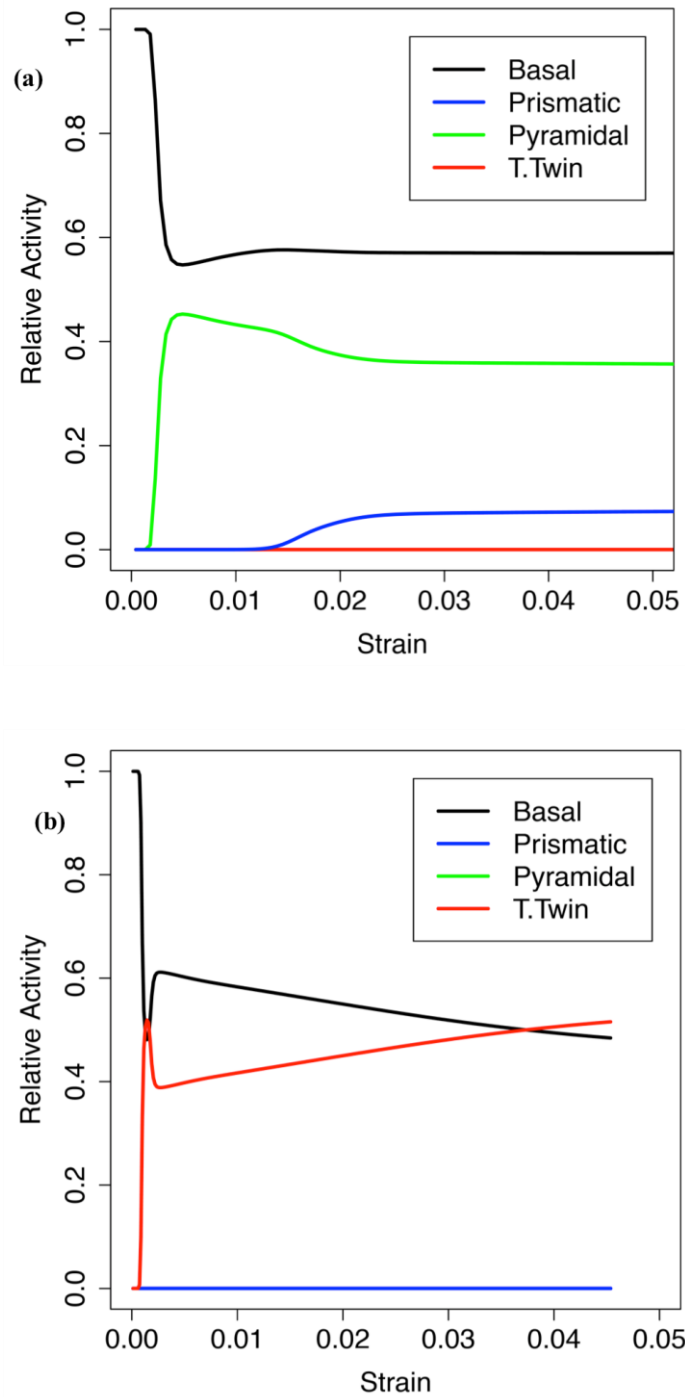 (a)
Basal
Prismatic
Pyramidal
T.Twin
Relative Activity
1.0
0.8
0.6
0.4
0.2
0.0
0.00 0.01 0.02 0.03 0.04 0.05
Strain
(b)
Basal
Prismatic
Pyramidal
T.Twin
Relative Activity
1.0
0.8
0.6
0.4
0.2
0.0
0.00 0.01 0.02 0.03 0.04 0.05
Strain